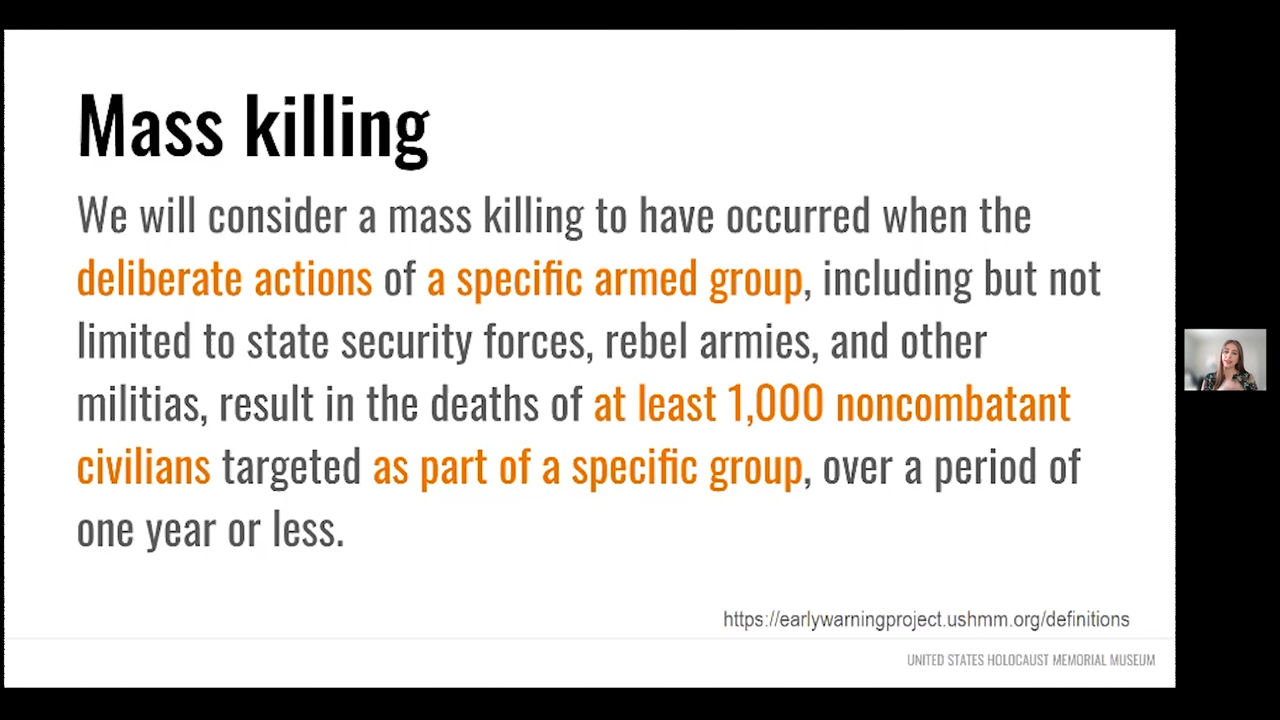 Mass killing
We will consider a mass killing to have occurred when the
deliberate actions of a specific armed group, including but not
limited to state security forces, rebel armies, and other
militias, result in the deaths of at least 1,000 noncombatant
civilians targeted as part of a specific group, over a period of
one year or less.
https://earlywarningproject.ushmm.org/definitions
UNITED STATES HOLOCAUST MEMORIAL MUSEUM